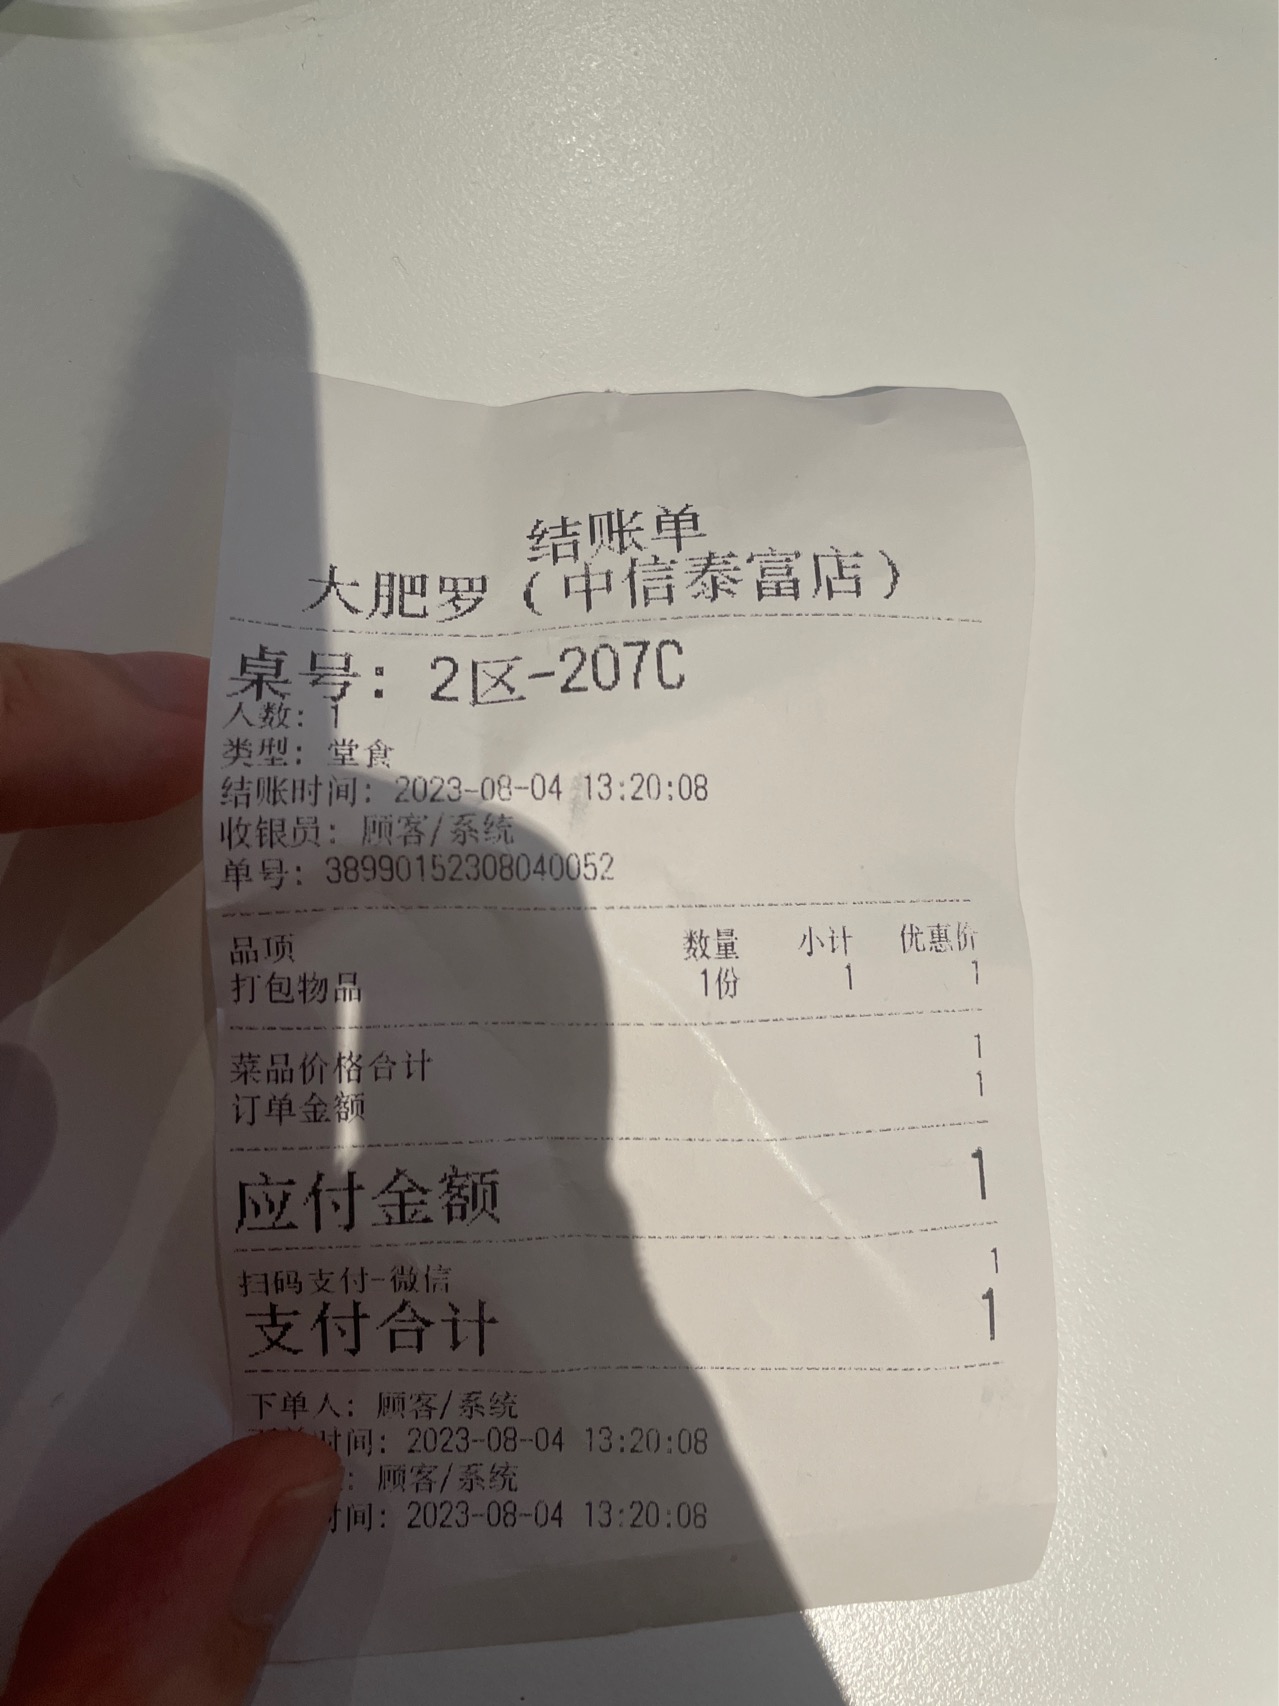 结账单
大肥罗（中信泰富店）
桌号：2区-207C
人数：1
类型：堂食
结账时间：2023-08-04 13:20:08
收银员：顾客/系统
单号：38990152308040052
品项 数量 小计 优惠价
打包物品 1份 1 1
菜品价格合计 1
订单金额 1
应付金额 1
扫码支付-微信 1
支付合计 1
下单人：顾客/系统
时间：2023-08-04 13:20:08
：顾客/系统
时间：2023-08-04 13:20:08